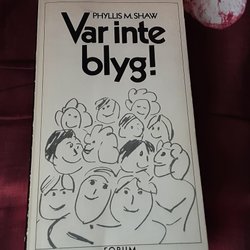 PHYLLIS M. SHAW
Var inte
blyg!
FORUM